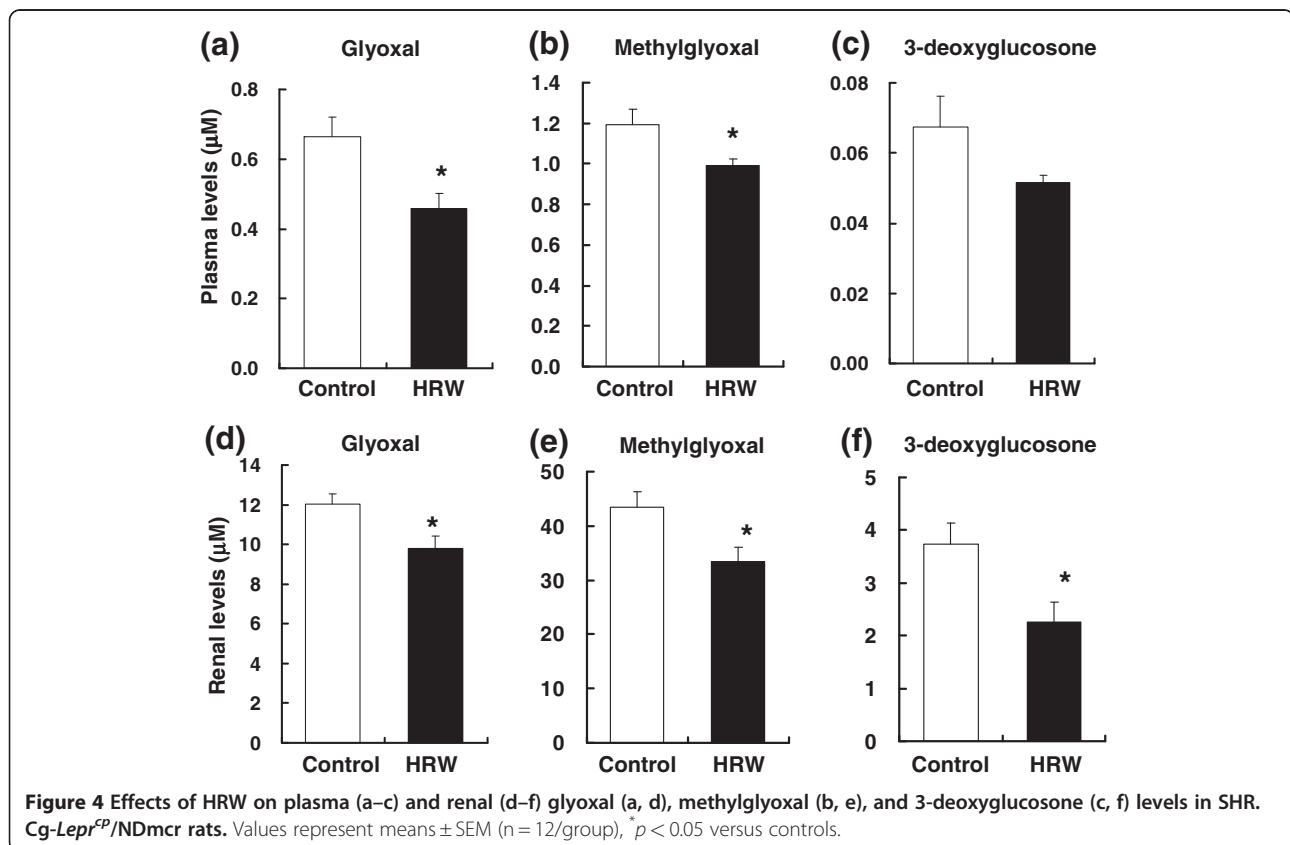 (a) Glyoxal
(b) Methylglyoxal
(c) 3-deoxyglucosone
Plasma levels (μM)
0.8
0.6
0.4
0.2
0.0
*
Control HRW
1.4
1.2
1.0
0.8
0.6
0.4
0.2
0.0
*
Control HRW
0.08
0.06
0.04
0.02
0.00
Control HRW
(d) Glyoxal
(e) Methylglyoxal
(f) 3-deoxyglucosone
Renal levels (μM)
14
12
10
8
6
4
2
0
*
Control HRW
50
40
30
20
10
0
*
Control HRW
5
4
3
2
1
0
*
Control HRW
Figure 4 Effects of HRW on plasma (a–c) and renal (d–f) glyoxal (a, d), methylglyoxal (b, e), and 3-deoxyglucosone (c, f) levels in SHR.
Cg-Lepr^cp/NDmcr rats. Values represent means ± SEM (n = 12/group), *p < 0.05 versus controls.